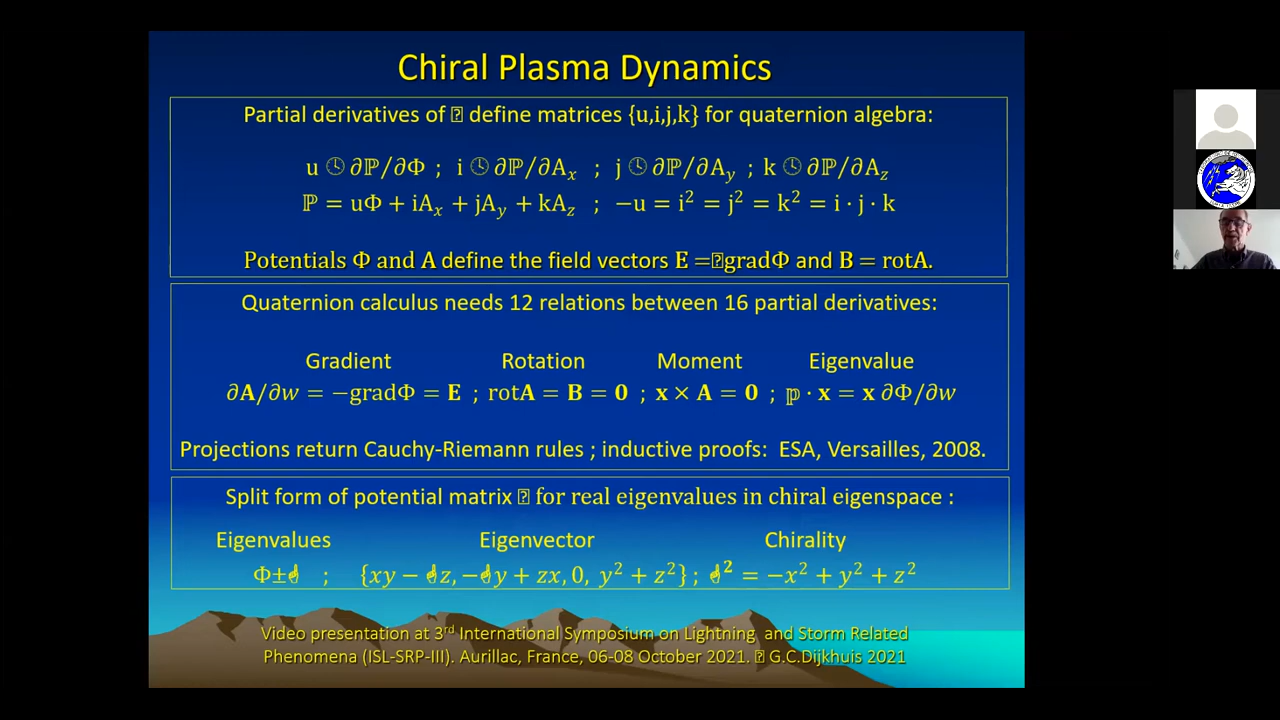 Chiral Plasma Dynamics
Partial derivatives of ⍰ define matrices {u,i,j,k} for quaternion algebra:
u 🕓 ∂ℙ/∂Φ ; i 🕓 ∂ℙ/∂Aₓ ; j 🕓 ∂ℙ/∂A_y ; k 🕓 ∂ℙ/∂A_z
ℙ = uΦ + iAₓ + jA_y + kA_z ; −u = i² = j² = k² = i · j · k
Potentials Φ and A define the field vectors E =⍰gradΦ and B = rotA.
Quaternion calculus needs 12 relations between 16 partial derivatives:
Gradient Rotation Moment Eigenvalue
∂A/∂w = −gradΦ = E ; rotA = B = 0 ; x × A = 0 ; 𝕡 · x = x ∂Φ/∂w
Projections return Cauchy-Riemann rules ; inductive proofs: ESA, Versailles, 2008.
Split form of potential matrix ⍰ for real eigenvalues in chiral eigenspace :
Eigenvalues Eigenvector Chirality
Φ±☝ ; {xy − ☝z, −☝y + zx, 0, y² + z²} ; ☝² = −x² + y² + z²
Video presentation at 3rd International Symposium on Lightning and Storm Related
Phenomena (ISL-SRP-III). Aurillac, France, 06-08 October 2021. ⍰ G.C.Dijkhuis 2021